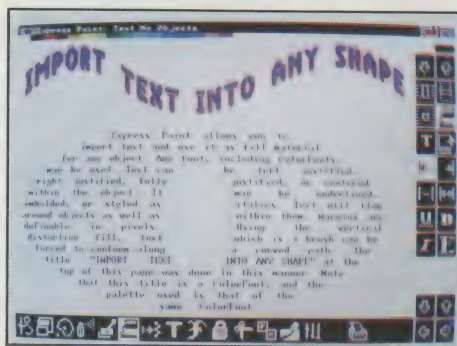 Express Paint Text No Objects
IMPORT TEXT INTO ANY SHAPE
Express Paint allows you to
import text and use it as fill material
for any object. Any font, including ColorFonts,
may be used. Text can be left justified,
right justified, fully justified, or centered
within the object. It may be underlined,
emboldened, or styled as italics. Text will flow
around objects as well as within them. Margins are
definable in pixels. Using the vertical
distortion fill, text which is a brush can be
forced to conform along a curved path. The
title "IMPORT TEXT INTO ANY SHAPE" at the
top of this page was done in this manner. Note
that this title is a ColorFont, and the
palette used is that of the
same ColorFont